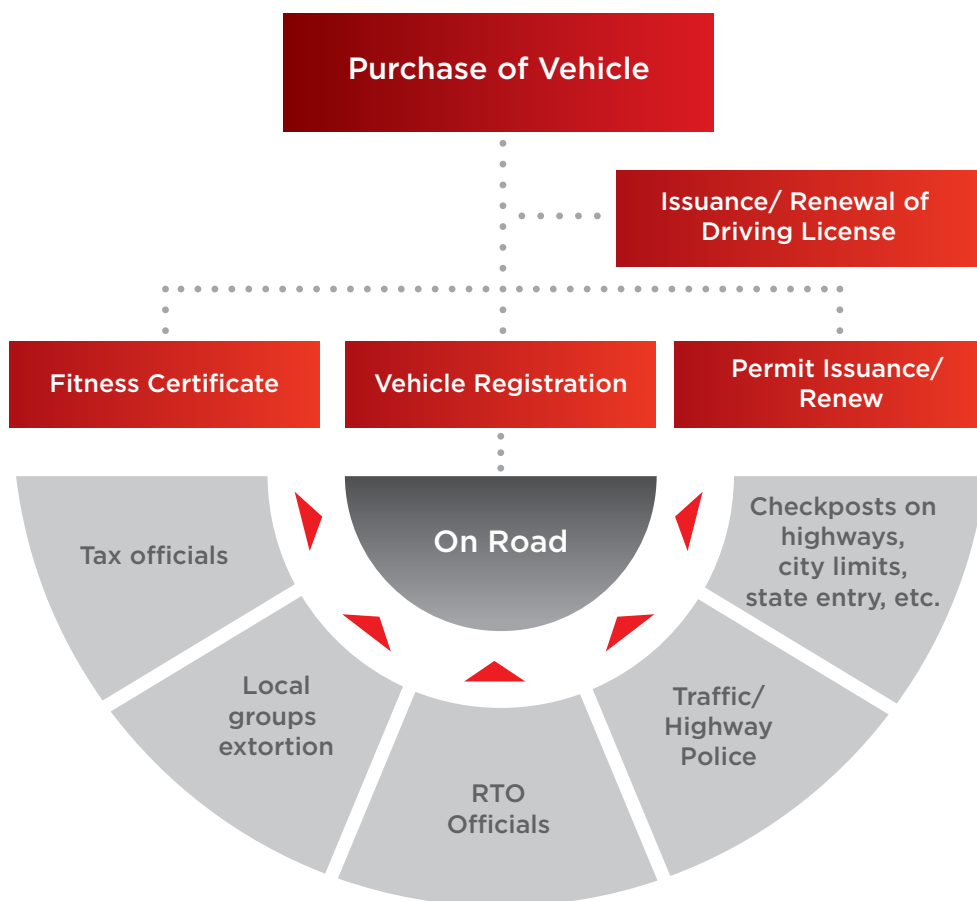 Purchase of Vehicle
Issuance/ Renewal of
Driving License
Fitness Certificate
Vehicle Registration
Permit Issuance/
Renew
On Road
Tax officials
Local
groups
extortion
RTO
Officials
Traffic/
Highway
Police
Checkposts on
highways,
city limits,
state entry, etc.